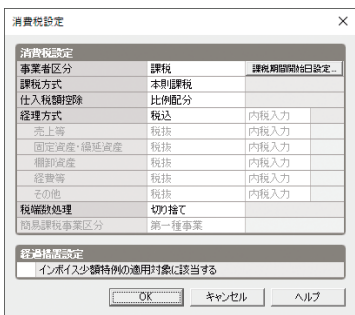 消費税設定
消費税設定
事業者区分 課税 課税期間開始日設定...
課税方式 本則課税
仕入税額控除 比例配分
経理方式 税込 内税入力
売上等 税抜 内税入力
固定資産・繰延資産 税抜 内税入力
棚卸資産 税抜 内税入力
経費等 税抜 内税入力
その他 税抜 内税入力
税端数処理 切り捨て
簡易課税事業区分 第一種事業
経過措置設定
インボイス少額特例の適用対象に該当する
OK キャンセル ヘルプ